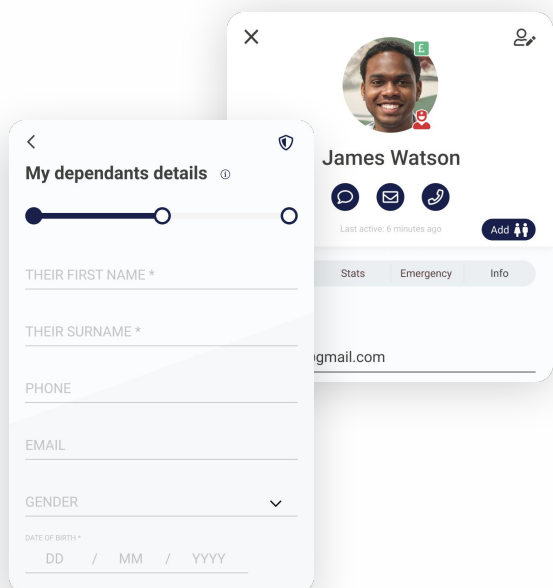 £
James Watson
Last active: 6 minutes ago
Add
Stats Emergency Info
gmail.com
My dependants details
THEIR FIRST NAME *
THEIR SURNAME *
PHONE
EMAIL
GENDER
DATE OF BIRTH *
DD / MM / YYYY